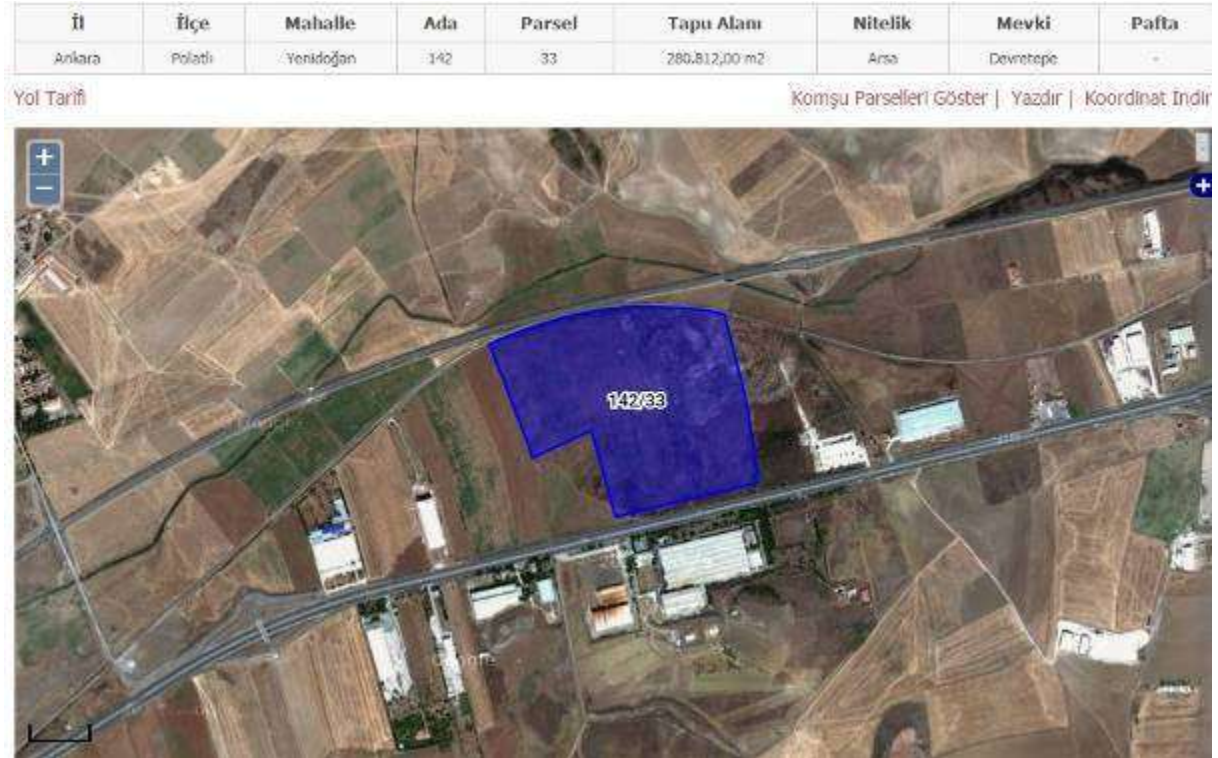 İl İlçe Mahalle Ada Parsel Tapu Alanı Nitelik Mevki Pafta
Ankara Polatlı Yenidoğan 142 33 280.812,00 m2 Arsa Devretepe -
Yol Tarifi Komşu Parselleri Göster | Yazdır | Koordinat İndir
+
−
+
142/33
Google